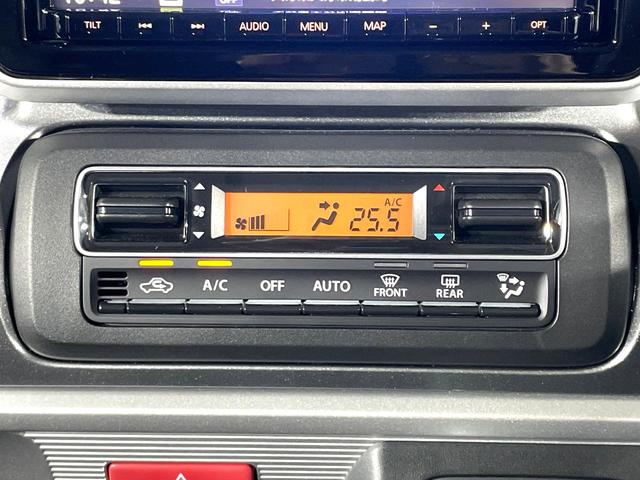 TILT AUDIO MENU MAP − + OPT
A/C
25.5
A/C OFF AUTO FRONT REAR